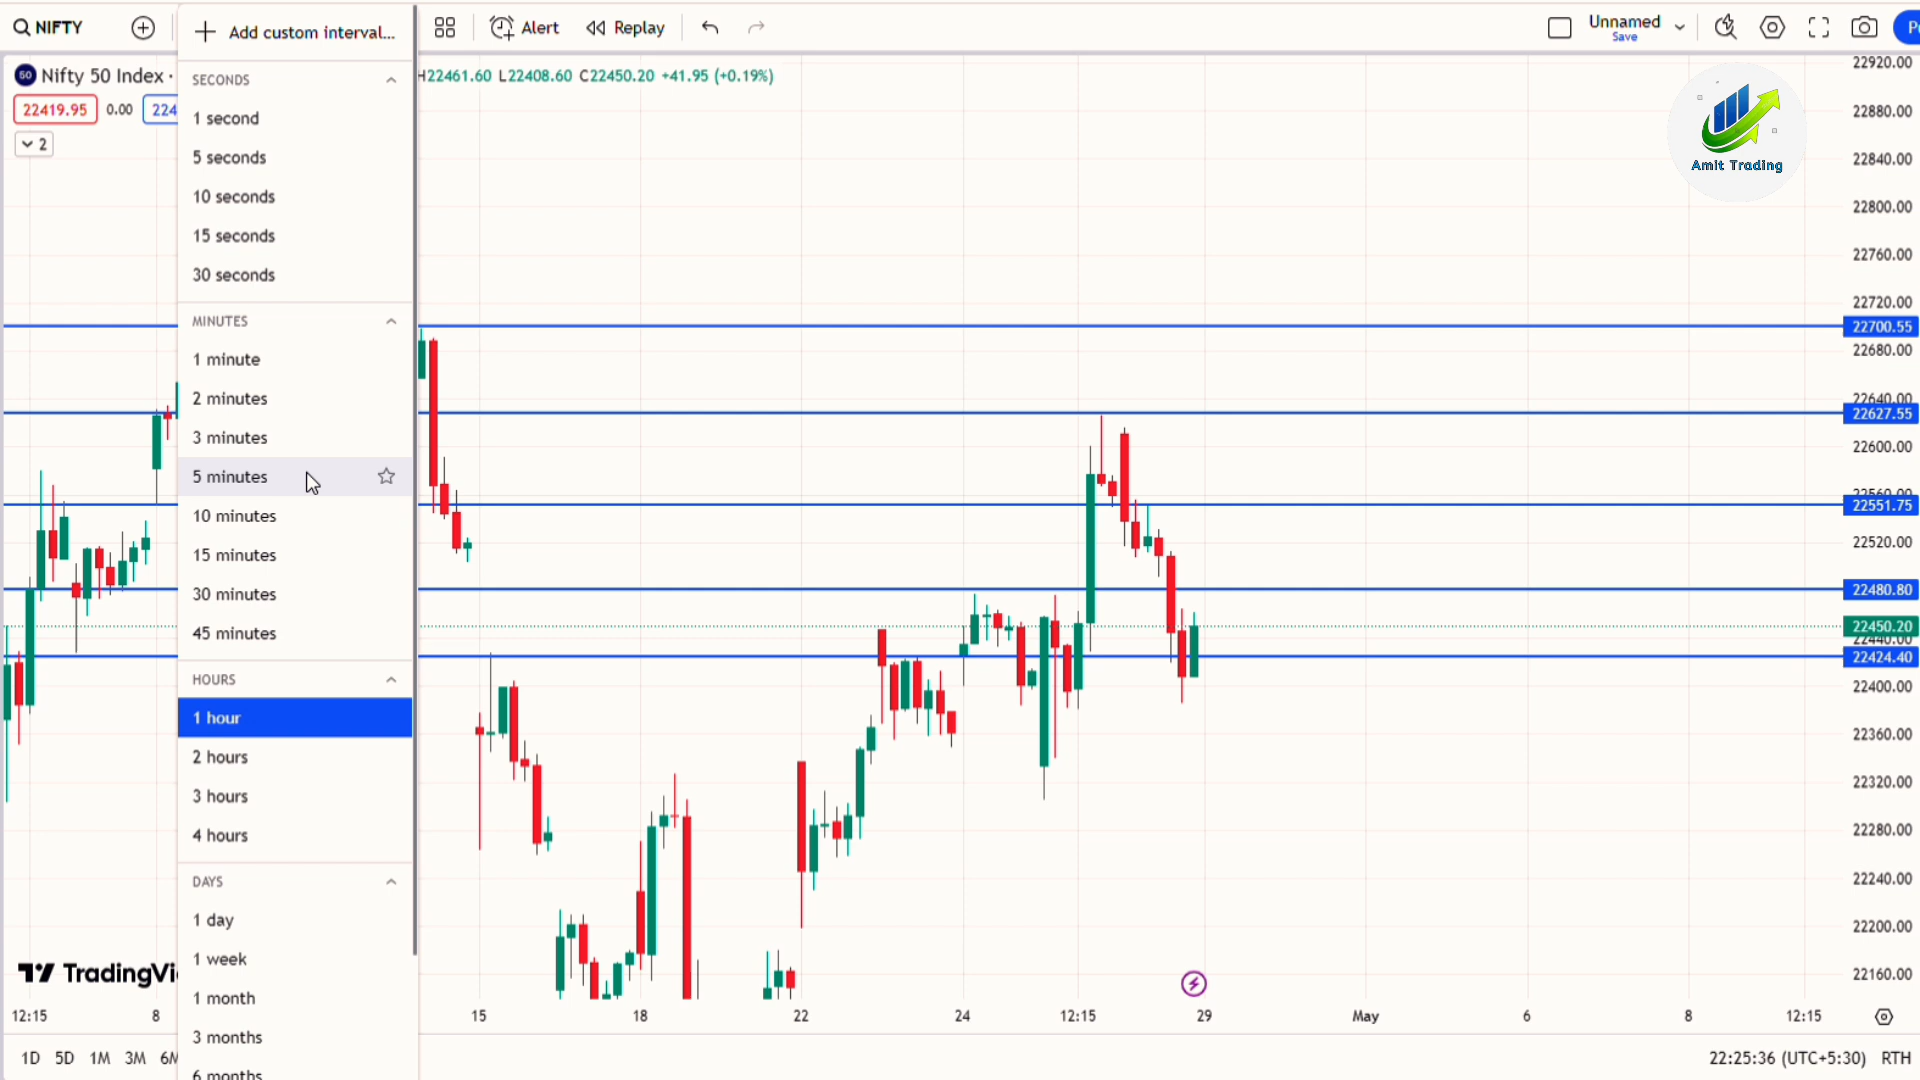 NIFTY
Add custom interval...
Alert
Replay
Unnamed
Save
50 Nifty 50 Index ·
H22461.60 L22408.60 C22450.20 +41.95 (+0.19%)
22419.95 0.00
2
SECONDS
1 second
5 seconds
10 seconds
15 seconds
30 seconds
MINUTES
1 minute
2 minutes
3 minutes
5 minutes
10 minutes
15 minutes
30 minutes
45 minutes
HOURS
1 hour
2 hours
3 hours
4 hours
DAYS
1 day
1 week
1 month
3 months
6 months
Amit Trading
22920.00
22880.00
22840.00
22800.00
22760.00
22720.00
22700.55
22680.00
22640.00
22627.55
22600.00
22560.00
22551.75
22520.00
22480.80
22450.20
22440.00
22424.40
22400.00
22360.00
22320.00
22280.00
22240.00
22200.00
22160.00
12:15 8 15 18 22 24 12:15 29 May 6 8 12:15
1D 5D 1M 3M
22:25:36 (UTC+5:30) RTH